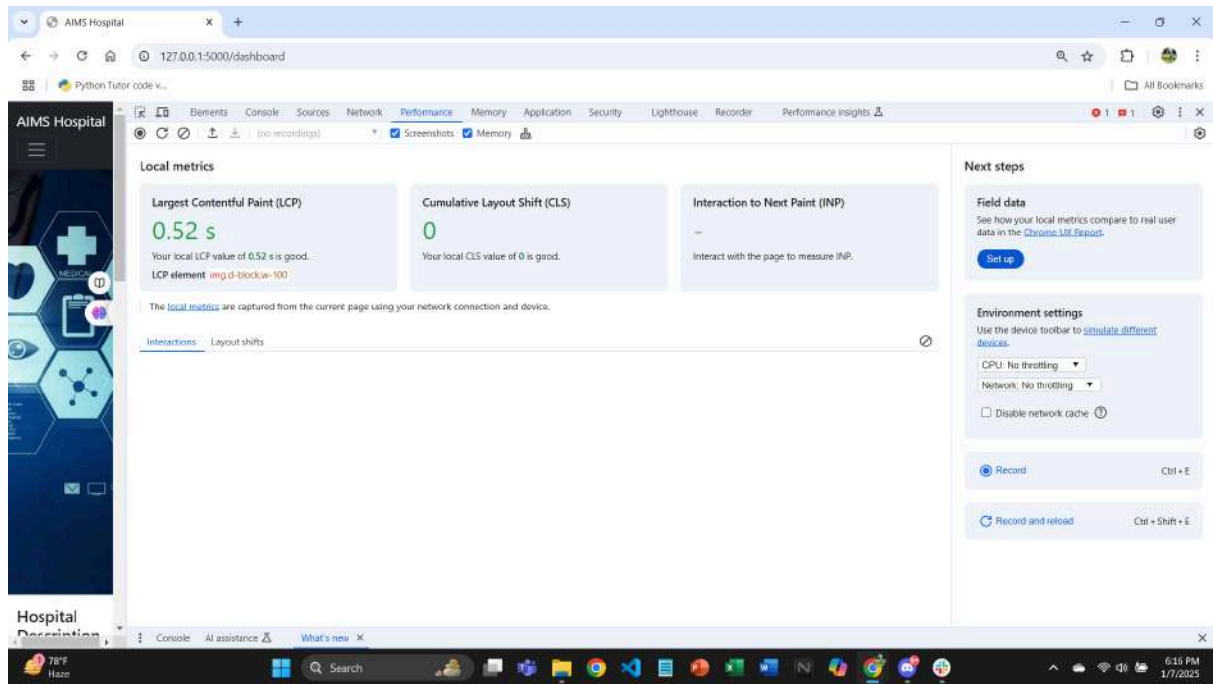 AIMS Hospital
127.0.0.1:5000/dashboard
Python Tutor code v...
All Bookmarks
AIMS Hospital
Elements Console Sources Network Performance Memory Application Security Lighthouse Recorder Performance insights
1 1
(no recordings) Screenshots Memory
Local metrics
Largest Contentful Paint (LCP)
0.52 s
Your local LCP value of 0.52 s is good.
LCP element img.d-block.w-100
Cumulative Layout Shift (CLS)
0
Your local CLS value of 0 is good.
Interaction to Next Paint (INP)
-
Interact with the page to measure INP.
The local metrics are captured from the current page using your network connection and device.
Interactions Layout shifts
Next steps
Field data
See how your local metrics compare to real user
data in the Chrome UX Report.
Set up
Environment settings
Use the device toolbar to simulate different
devices.
CPU: No throttling
Network: No throttling
Disable network cache
Record Ctrl + E
Record and reload Ctrl + Shift + E
MEDICAL
Hospital
Description
Console AI assistance What's new
78°F
Haze
Search
6:15 PM
1/7/2025